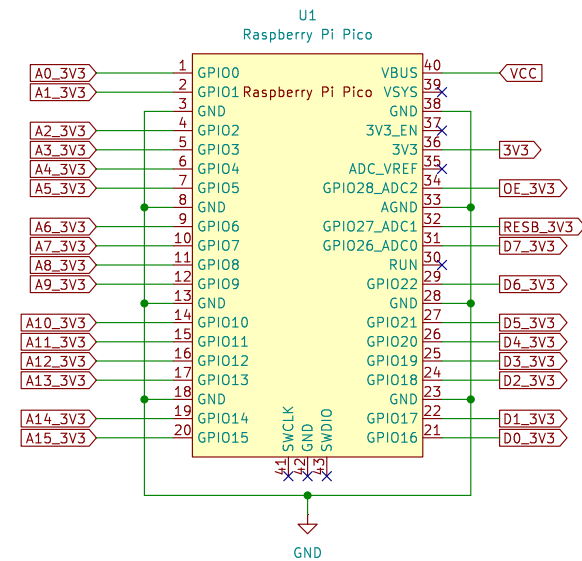 U1
Raspberry Pi Pico
A0_3V3 1 GPIO0 VBUS 40 VCC
A1_3V3 2 GPIO1 Raspberry Pi Pico VSYS 39
3 GND GND 38
A2_3V3 4 GPIO2 3V3_EN 37
A3_3V3 5 GPIO3 3V3 36 3V3
A4_3V3 6 GPIO4 ADC_VREF 35
A5_3V3 7 GPIO5 GPIO28_ADC2 34 OE_3V3
8 GND AGND 33
A6_3V3 9 GPIO6 GPIO27_ADC1 32 RESB_3V3
A7_3V3 10 GPIO7 GPIO26_ADC0 31 D7_3V3
A8_3V3 11 GPIO8 RUN 30
A9_3V3 12 GPIO9 GPIO22 29 D6_3V3
13 GND GND 28
A10_3V3 14 GPIO10 GPIO21 27 D5_3V3
A11_3V3 15 GPIO11 GPIO20 26 D4_3V3
A12_3V3 16 GPIO12 GPIO19 25 D3_3V3
A13_3V3 17 GPIO13 GPIO18 24 D2_3V3
18 GND GND 23
A14_3V3 19 GPIO14 GPIO17 22 D1_3V3
A15_3V3 20 GPIO15 GPIO16 21 D0_3V3
SWCLK GND SWDIO
41 42 43
GND